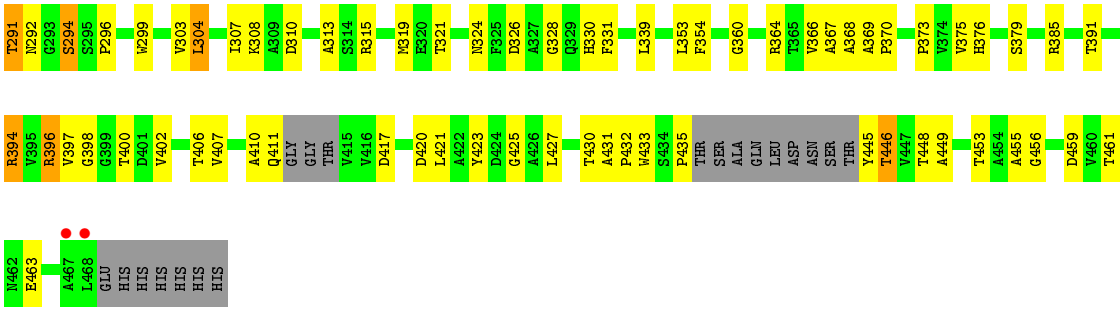 T291 N292 G293 S294 S295 P296 W299 V303 L304 I307 K308 A309 D310 A313 S314 R315 M319 E320 T321 N324 F325 D326 A327 G328 Q329 H330 F331 L339 L353 F354 G360 R364 T365 V366 A367 A368 A369 P370 P373 V374 V375 H376 S379 R385 T391
R394 V395 R396 V397 G398 G399 T400 D401 V402 T406 V407 A410 Q411 GLY GLY THR V415 V416 D417 D420 L421 A422 Y423 D424 G425 A426 L427 T430 A431 P432 W433 S434 P435 THR SER ALA GLN LEU ASP ASN SER THR Y445 T446 V447 T448 A449 T453 A454 A455 G456 D459 V460 T461
N462 E463 A467 L468 GLU HIS HIS HIS HIS HIS HIS